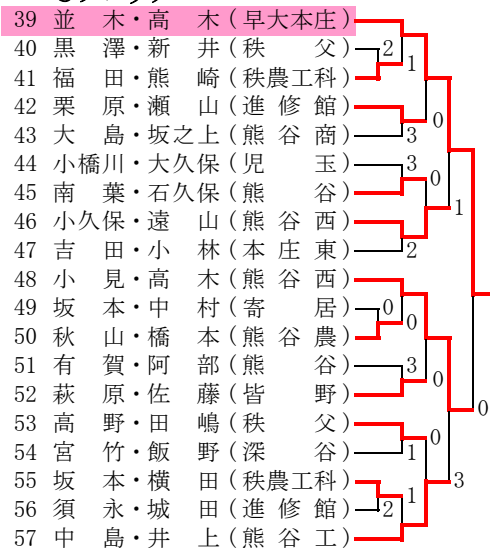 39 並木・高木(早大本庄)
40 黒澤・新井(秩父)
41 福田・熊崎(秩農工科)
42 栗原・瀬山(進修館)
43 大島・坂之上(熊谷商)
44 小橋川・大久保(児玉)
45 南葉・石久保(熊谷)
46 小久保・遠山(熊谷西)
47 吉田・小林(本庄東)
48 小見・高木(熊谷西)
49 坂本・中村(寄居)
50 秋山・橋本(熊谷農)
51 有賀・阿部(熊谷)
52 萩原・佐藤(皆野)
53 高野・田嶋(秩父)
54 宮竹・飯野(深谷)
55 坂本・横田(秩農工科)
56 須永・城田(進修館)
57 中島・井上(熊谷工)
2
1
0
3
3
0
1
2
0
0
3
0
0
0
1
3
1
2